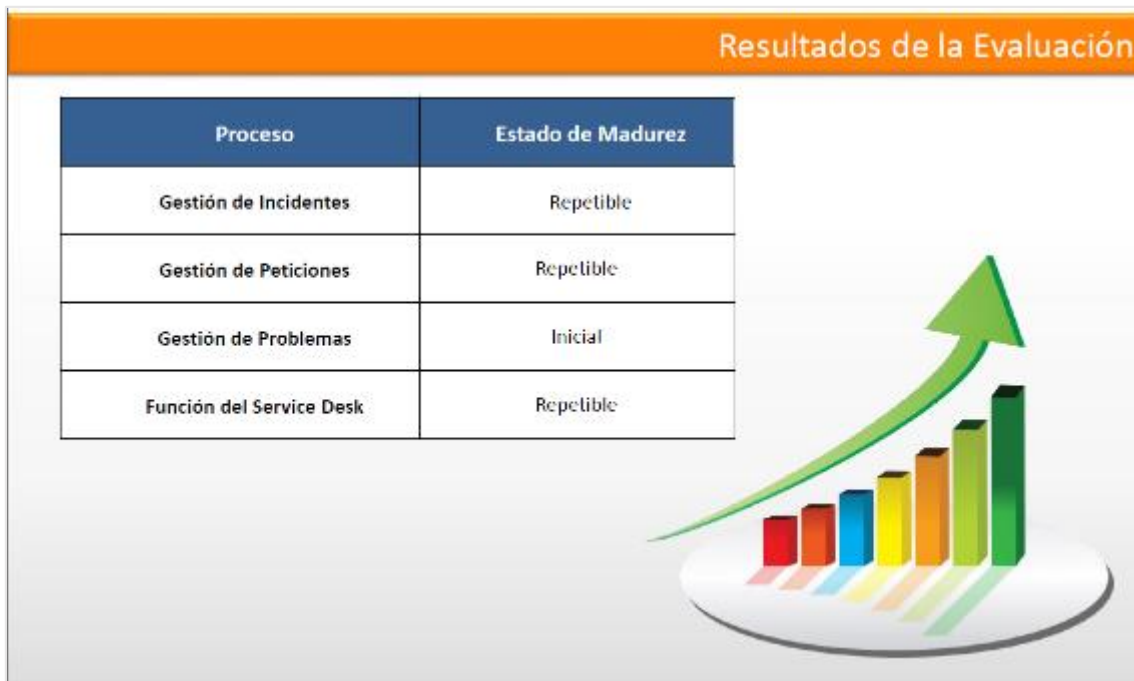 Resultados de la Evaluación
Proceso Estado de Madurez
Gestión de Incidentes Repetible
Gestión de Peticiones Repetible
Gestión de Problemas Inicial
Función del Service Desk Repetible